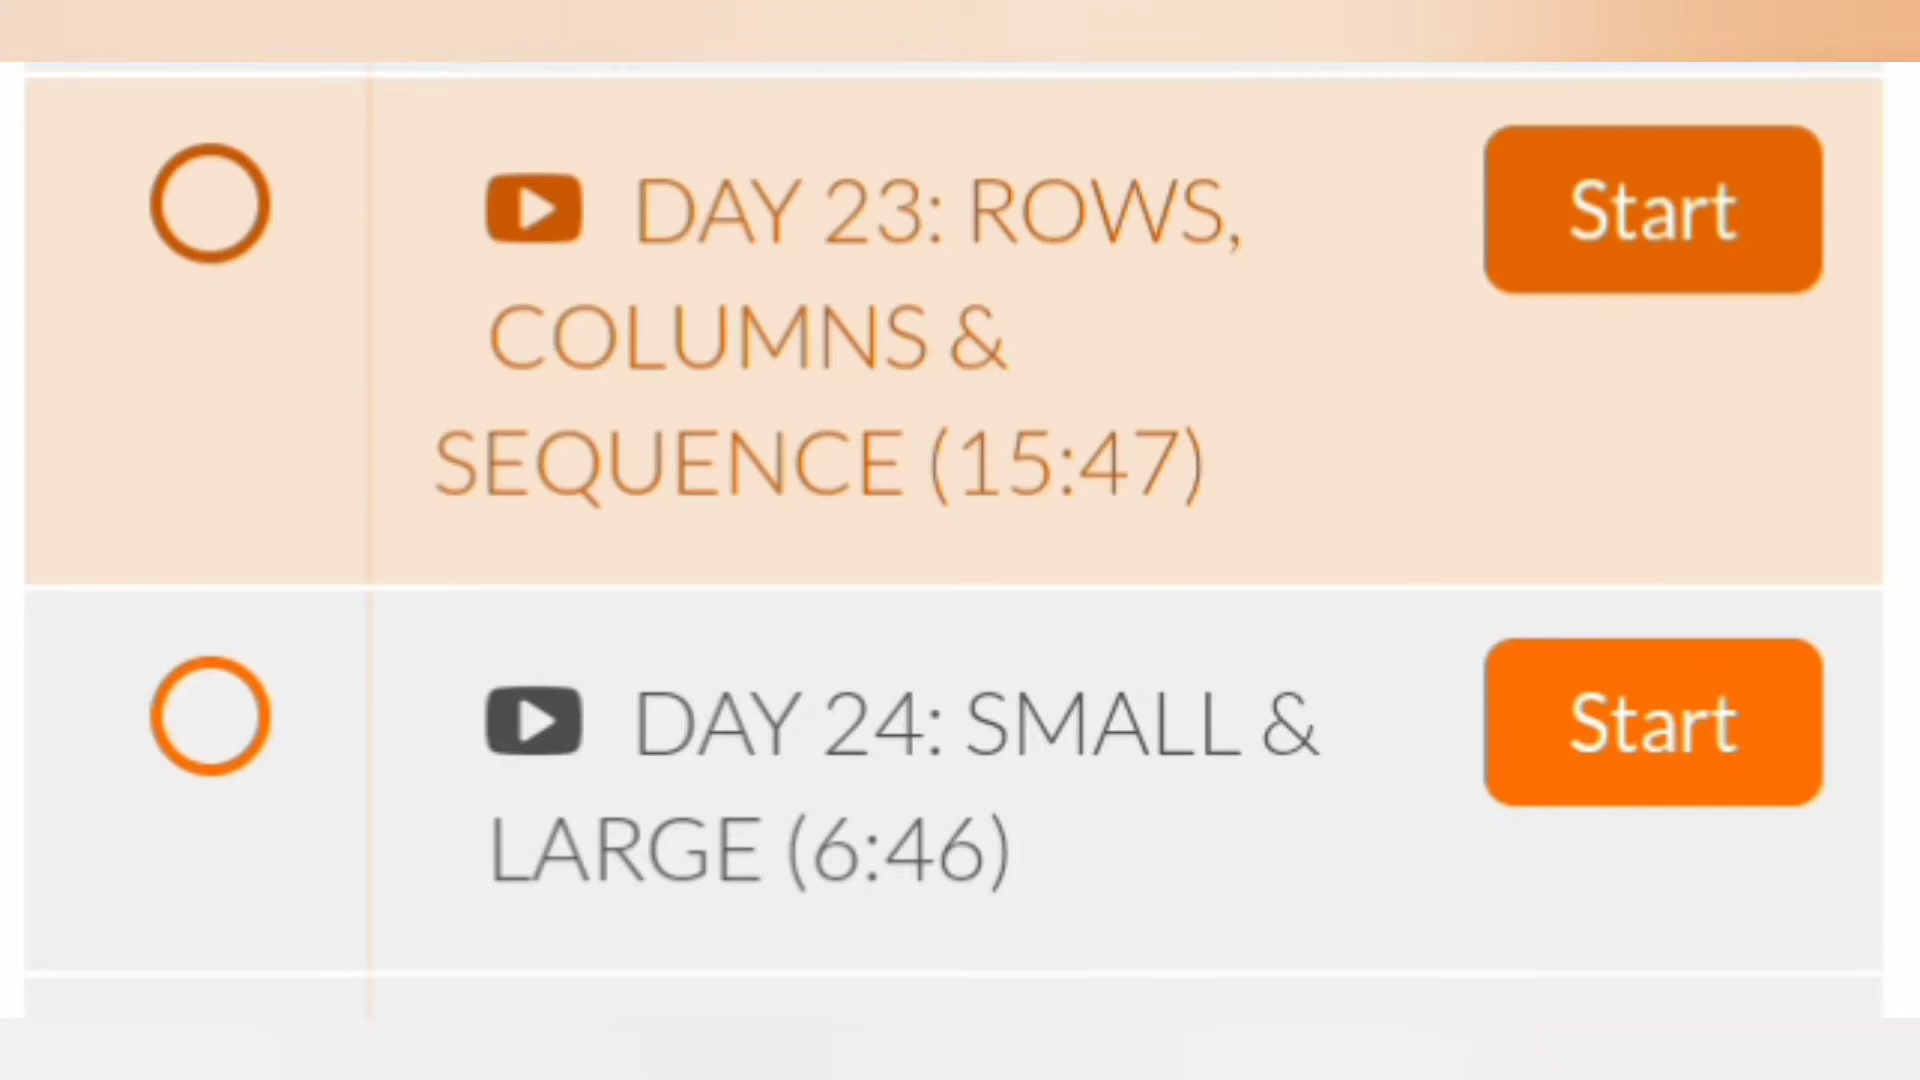 DAY 23: ROWS,
Start
COLUMNS &
SEQUENCE (15:47)
DAY 24: SMALL &
Start
LARGE (6:46)